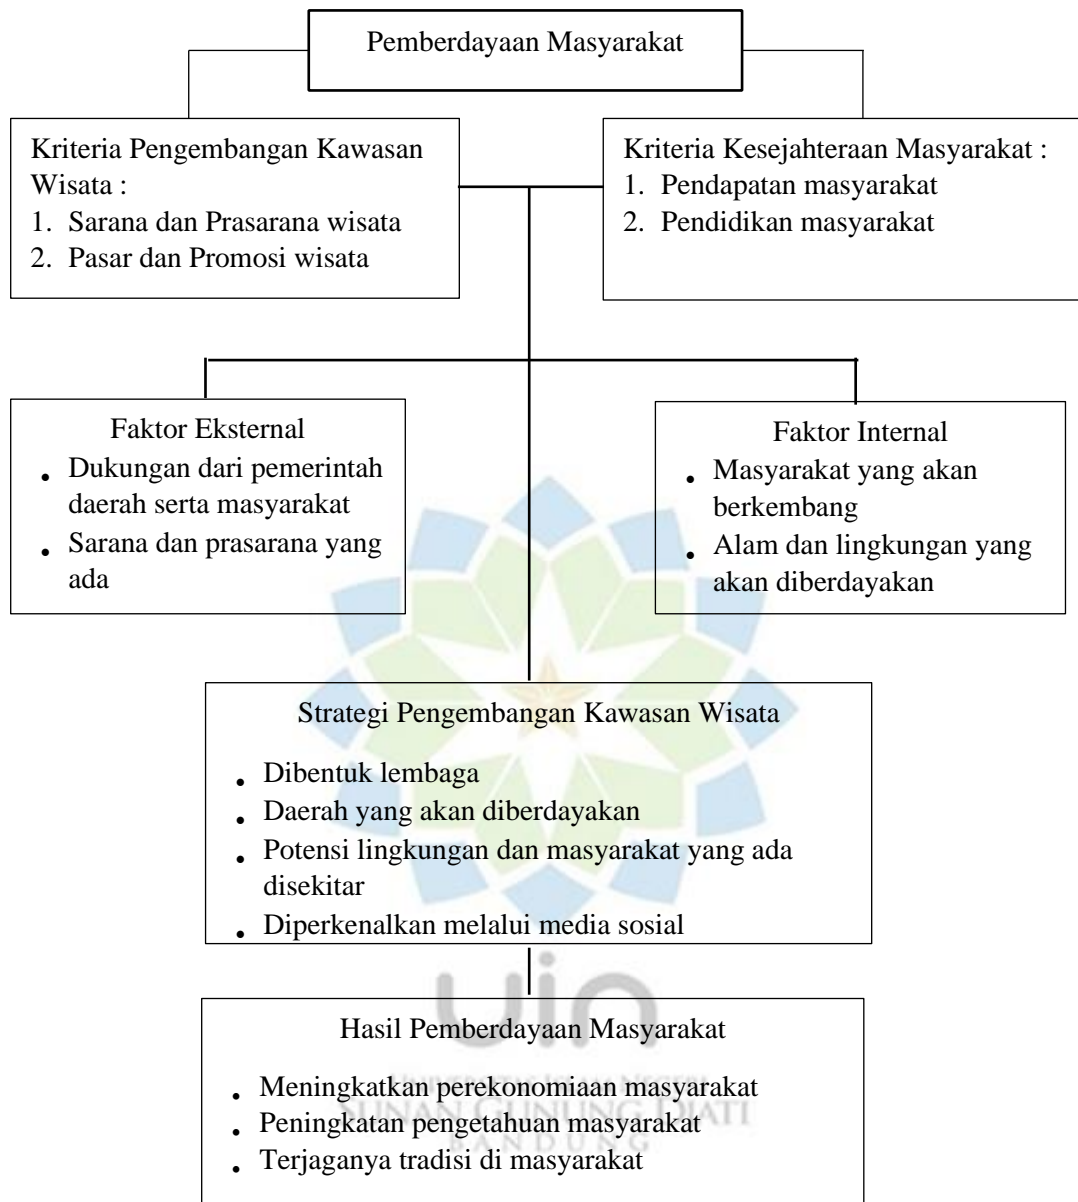 Pemberdayaan Masyarakat
Kriteria Pengembangan Kawasan
Wisata :
1. Sarana dan Prasarana wisata
2. Pasar dan Promosi wisata
Kriteria Kesejahteraan Masyarakat :
1. Pendapatan masyarakat
2. Pendidikan masyarakat
Faktor Eksternal
• Dukungan dari pemerintah
daerah serta masyarakat
• Sarana dan prasarana yang
ada
Faktor Internal
• Masyarakat yang akan
berkembang
• Alam dan lingkungan yang
akan diberdayakan
Strategi Pengembangan Kawasan Wisata
• Dibentuk lembaga
• Daerah yang akan diberdayakan
• Potensi lingkungan dan masyarakat yang ada
disekitar
• Diperkenalkan melalui media sosial
uin
Hasil Pemberdayaan Masyarakat
• Meningkatkan perekonomiaan masyarakat
UNIVERSITAS ISLAM NEGERI
• Peningkatan pengetahuan masyarakat
SUNAN GUNUNG DJATI
BANDUNG
• Terjaganya tradisi di masyarakat